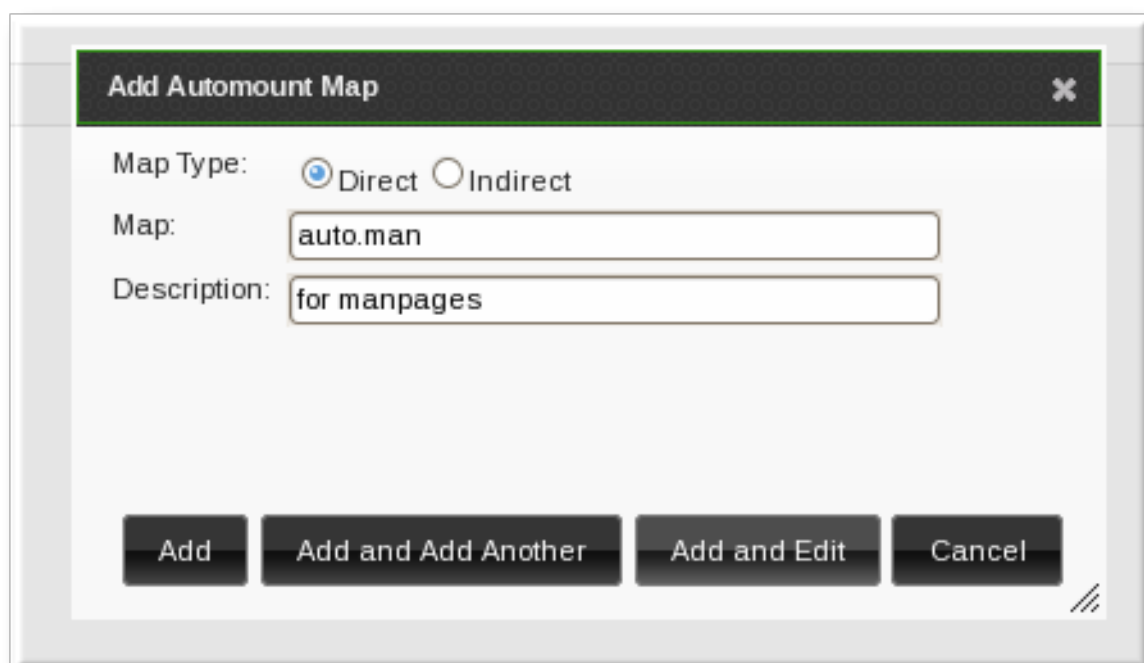 Add Automount Map
Map Type: Direct Indirect
Map: auto.man
Description: for manpages
Add Add and Add Another Add and Edit Cancel